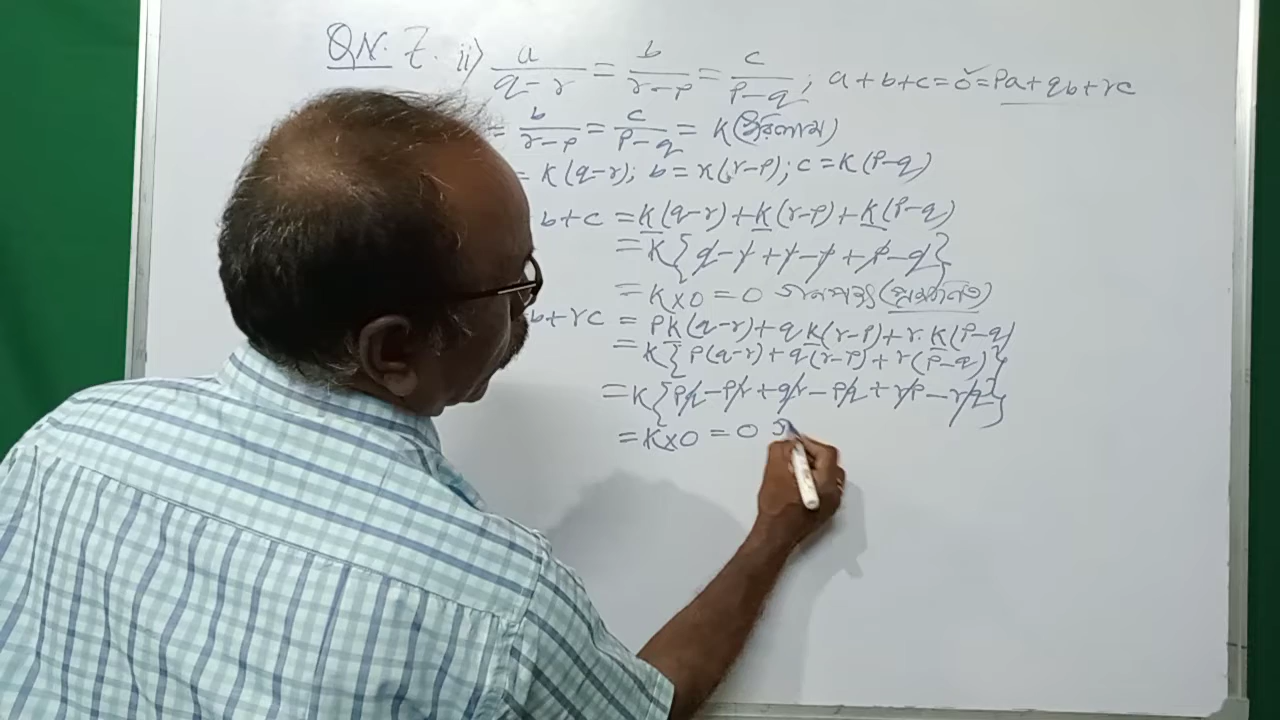 QN. 7. ii) a/(q-r) = b/(r-p) = c/(p-q) ; a+b+c=0=pa+qb+rc
= b/(r-p) = c/(p-q) = K (ধরিলাম)
= K(q-r); b = K(r-p); c = K(p-q)
b+c = K(q-r)+K(r-p)+K(p-q)
= K{q-r+r-p+p-q}
= K×0 = 0 (প্রমাণিত)
b+rc = pK(q-r)+qK(r-p)+r.K(p-q)
= K{p(q-r)+q(r-p)+r(p-q)}
= K{pq-pr+qr-pq+rp-rq}
= K×0 = 0